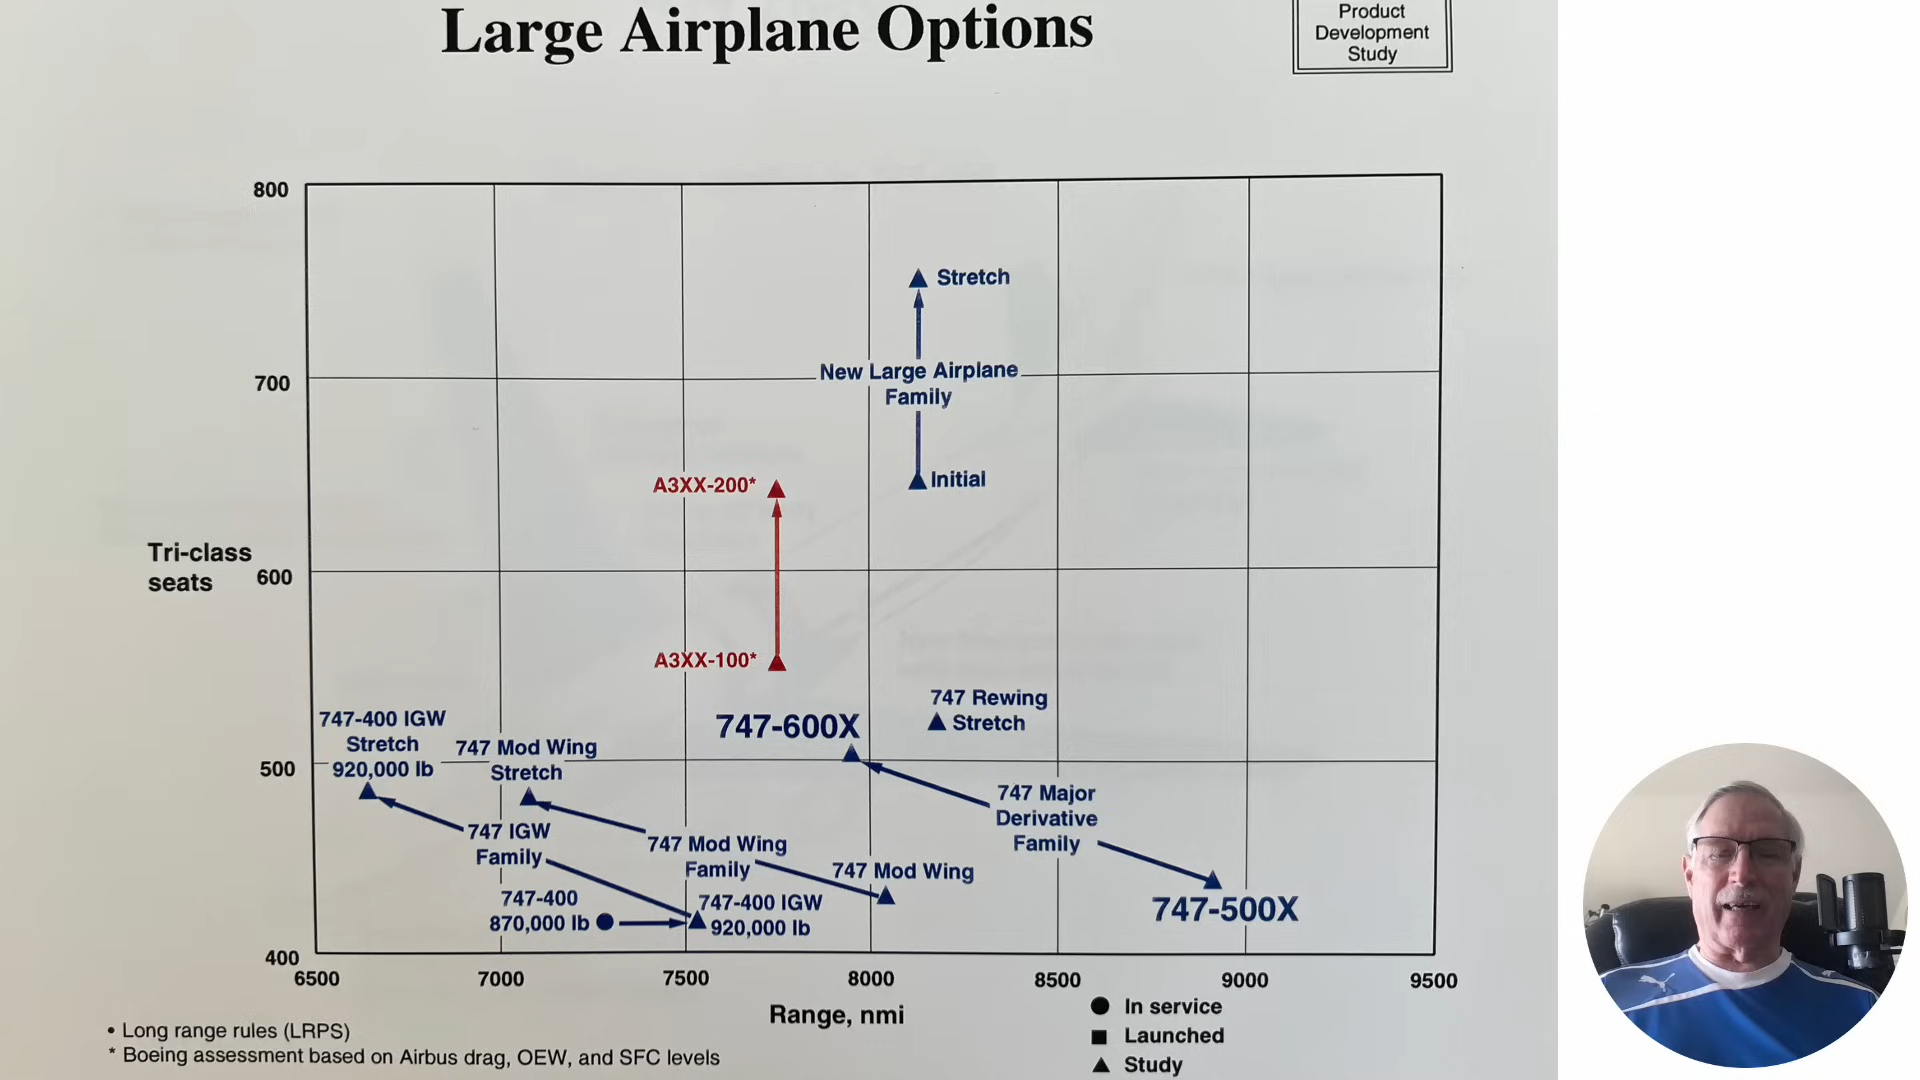 Large Airplane Options
Product
Development
Study
800
700
600
500
400
Tri-class
seats
Stretch
New Large Airplane
Family
Initial
A3XX-200*
A3XX-100*
747 Rewing
Stretch
747-600X
747-400 IGW
Stretch
920,000 lb
747 Mod Wing
Stretch
747 Major
Derivative
Family
747 IGW
Family
747 Mod Wing
Family
747 Mod Wing
747-500X
747-400
870,000 lb
747-400 IGW
920,000 lb
6500 7000 7500 8000 8500 9000 9500
Range, nmi
In service
Launched
Study
• Long range rules (LRPS)
* Boeing assessment based on Airbus drag, OEW, and SFC levels